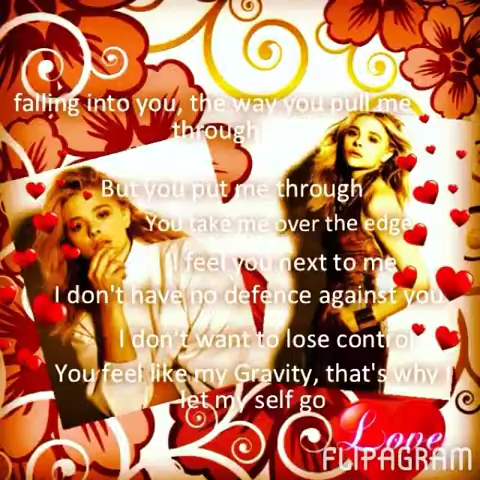 falling into you, the way you pull me
through
But you put me through
You take me over the edge
I feel you next to me
I don't have no defence against you
I don't want to lose control
You feel like my Gravity, that's why I
let my self go
Love
FLIPAGRAM